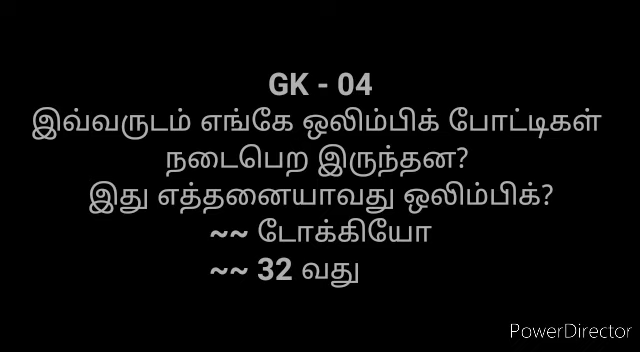 GK - 04
இவ்வருடம் எங்கே ஒலிம்பிக் போட்டிகள்
நடைபெற இருந்தன?
இது எத்தனையாவது ஒலிம்பிக்?
~~ டோக்கியோ
~~ 32 வது
PowerDirector